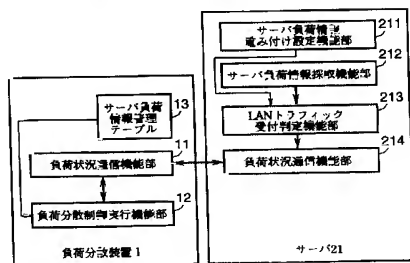 サーバ負荷情報
重み付け設定機能部
211
サーバ負荷情報採取機能部
212
LANトラフィック
受付判定機能部
213
負荷状況通信機能部
214
サーバ21
サーバ負荷
情報管理
テーブル
13
負荷状況通信機能部
11
負荷分散制御実行機能部
12
負荷分散装置1